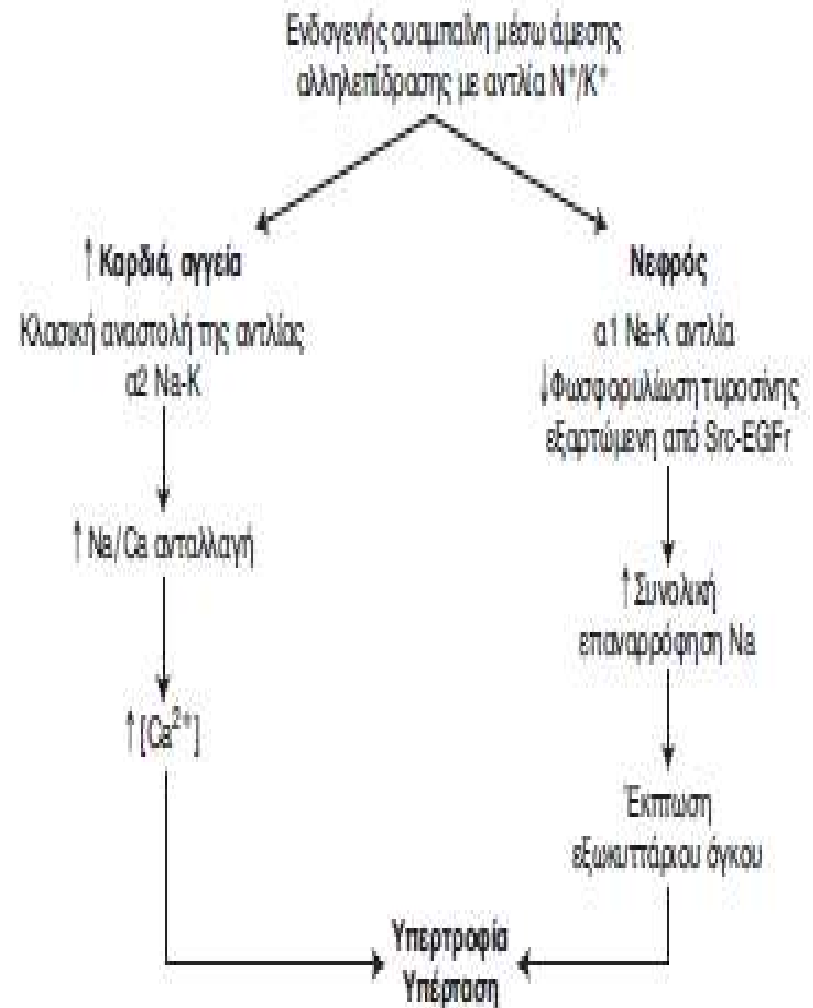 Ενδογενής ουαμπαΐνη μέσω άμεσης
αλληλεπίδρασης με αντλία N⁺/K⁺
↑ Καρδιά, αγγεία
Κλασική αναστολή της αντλίας
α2 Na-K
↑ Na/Ca ανταλλαγή
↑ [Ca²⁺]
Νεφρός
α1 Na-K αντλία
↓Φωσφορυλίωση τυροσίνης
εξαρτώμενη από Src-EGFr
↑ Συνολική
επαναρρόφηση Na
Έκπτωση
εξωκυττάριου όγκου
Υπερτροφία
Υπέρταση